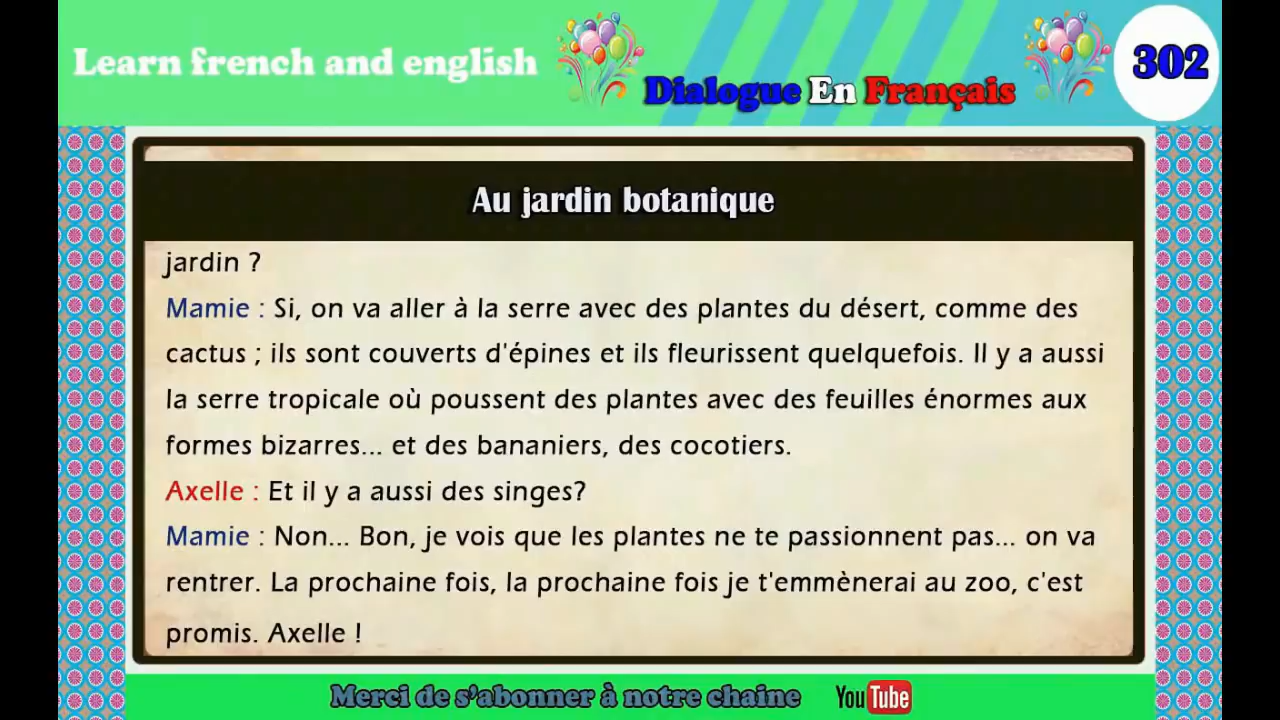 Learn french and english
Dialogue En Français
302
Au jardin botanique
jardin ?
Mamie : Si, on va aller à la serre avec des plantes du désert, comme des
cactus ; ils sont couverts d'épines et ils fleurissent quelquefois. Il y a aussi
la serre tropicale où poussent des plantes avec des feuilles énormes aux
formes bizarres... et des bananiers, des cocotiers.
Axelle : Et il y a aussi des singes?
Mamie : Non... Bon, je vois que les plantes ne te passionnent pas... on va
rentrer. La prochaine fois, la prochaine fois je t'emmènerai au zoo, c'est
promis. Axelle !
Merci de s'abonner à notre chaine
YouTube